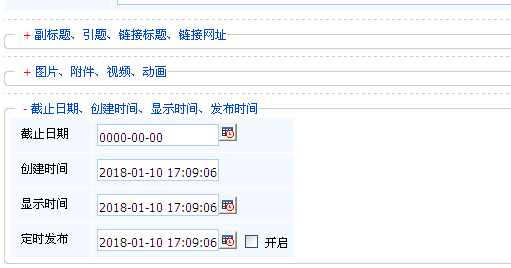 + 副标题、引题、链接标题、链接网址
+ 图片、附件、视频、动画
- 截止日期、创建时间、显示时间、发布时间
截止日期 0000-00-00
创建时间 2018-01-10 17:09:06
显示时间 2018-01-10 17:09:06
定时发布 2018-01-10 17:09:06 开启